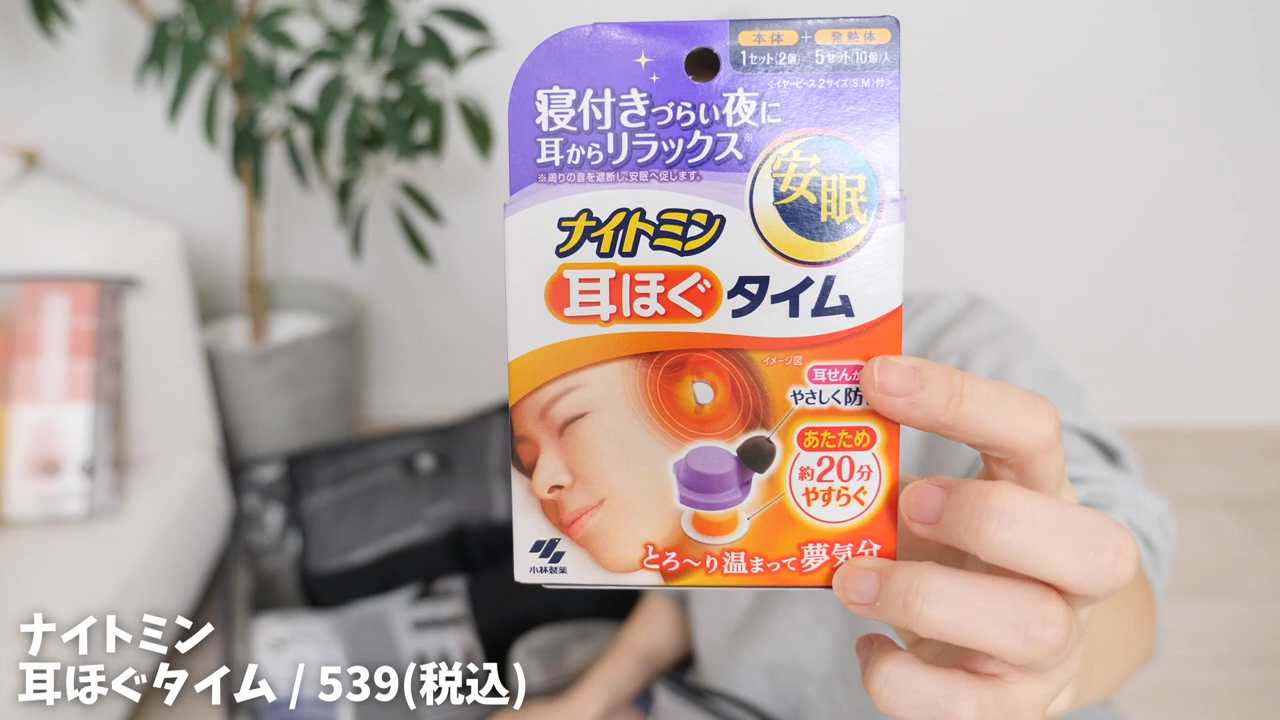 本体 + 発熱体
1セット(2個) 5セット(10個)入
<イヤーピース2サイズ(S,M)付>
寝付きづらい夜に
耳からリラックス※
※周りの音を遮断し、安眠へ促します。
安眠※
ナイトミン
耳ほぐタイム
イメージ図
耳せんが
やさしく防
あたため
約20分
やすらぐ
とろ〜り温まって夢気分
小林製薬
ナイトミン
耳ほぐタイム / 539(税込)